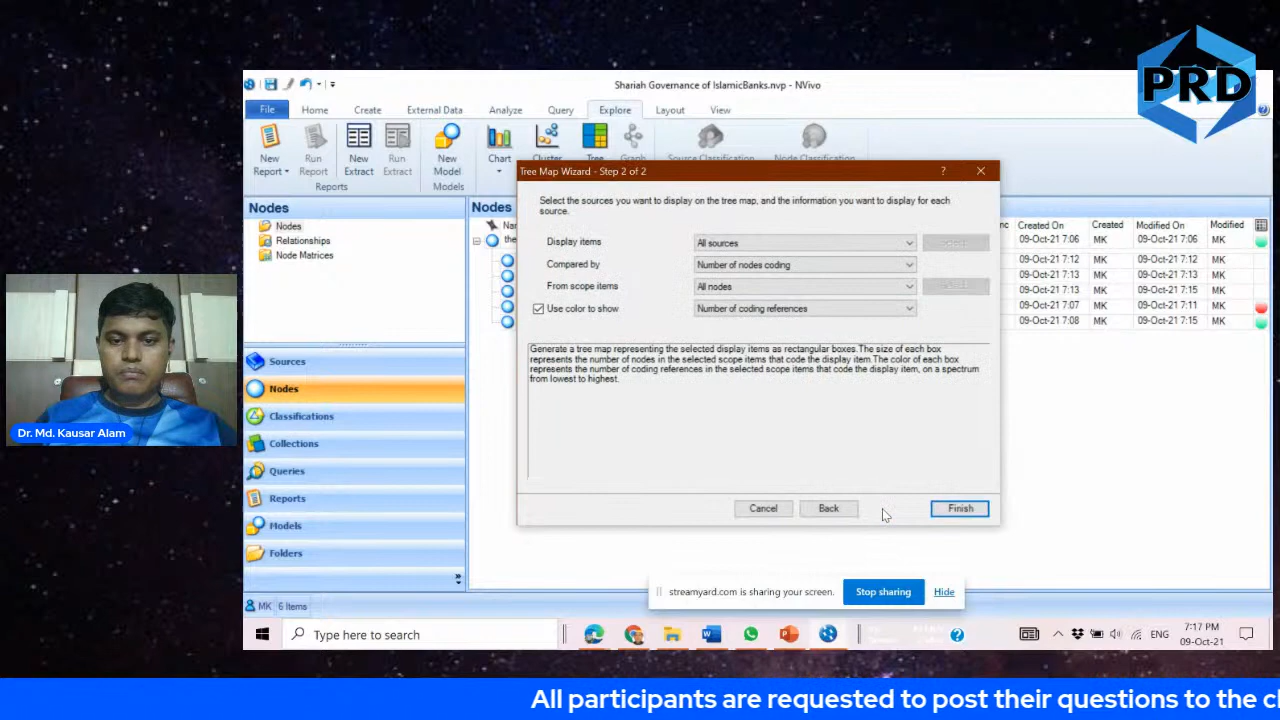 PRD
Shariah Governance of IslamicBanks.nvp - NVivo
File Home Create External Data Analyze Query Explore Layout View
New Report Run Report New Extract Run Extract New Model Chart Cluster Tree Graph Source Classification Node Classification
Reports Models
Tree Map Wizard - Step 2 of 2
Select the sources you want to display on the tree map, and the information you want to display for each
source.
Display items All sources
Compared by Number of nodes coding
From scope items All nodes
Use color to show Number of coding references
Generate a tree map representing the selected display items as rectangular boxes.The size of each box
represents the number of nodes in the selected scope items that code the display item.The color of each box
represents the number of coding references in the selected scope items that code the display item, on a spectrum
from lowest to highest.
Cancel Back Finish
Nodes
Nodes
Relationships
Node Matrices
Sources
Nodes
Classifications
Collections
Queries
Reports
Models
Folders
MK 6 Items
Nodes
Created On Created Modified On Modified
09-Oct-21 7:06 MK 09-Oct-21 7:06 MK
09-Oct-21 7:12 MK 09-Oct-21 7:12 MK
09-Oct-21 7:13 MK 09-Oct-21 7:13 MK
09-Oct-21 7:13 MK 09-Oct-21 7:15 MK
09-Oct-21 7:07 MK 09-Oct-21 7:11 MK
09-Oct-21 7:08 MK 09-Oct-21 7:15 MK
Dr. Md. Kausar Alam
streamyard.com is sharing your screen. Stop sharing Hide
Type here to search
ENG 7:17 PM
09-Oct-21
All participants are requested to post their questions to the c